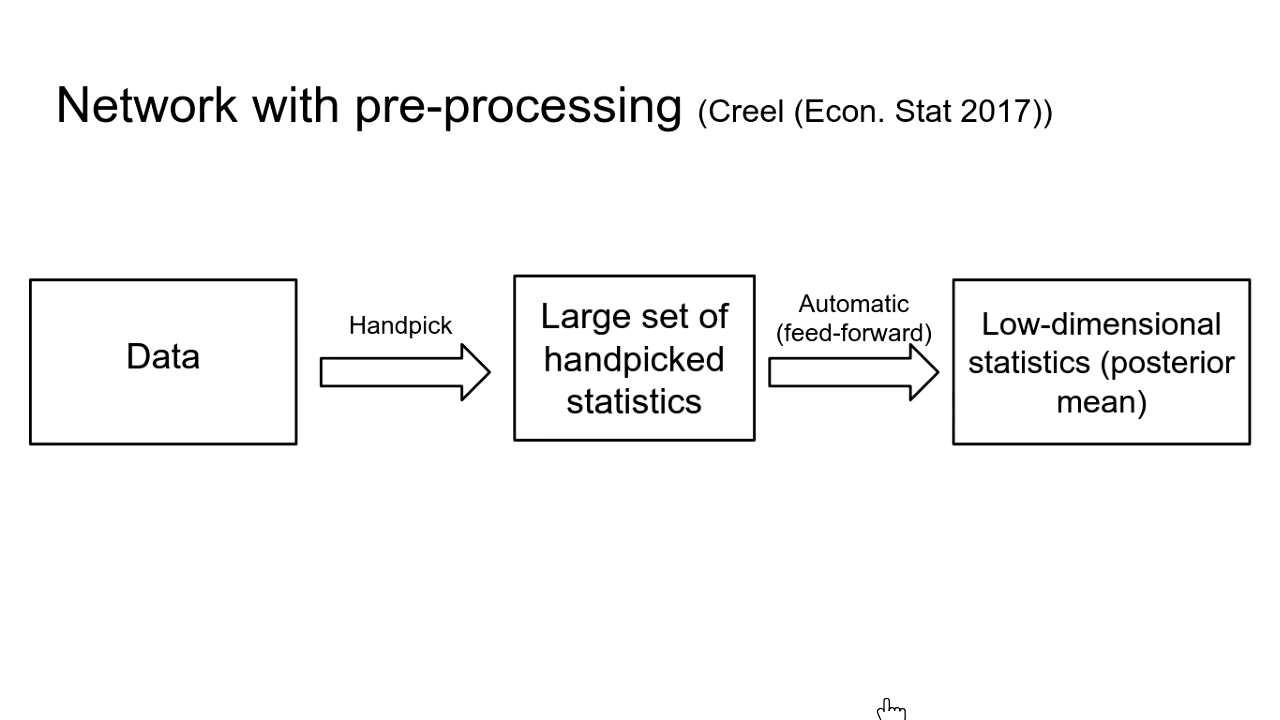 Network with pre-processing (Creel (Econ. Stat 2017))
Data
Handpick
Large set of
handpicked
statistics
Automatic
(feed-forward)
Low-dimensional
statistics (posterior
mean)